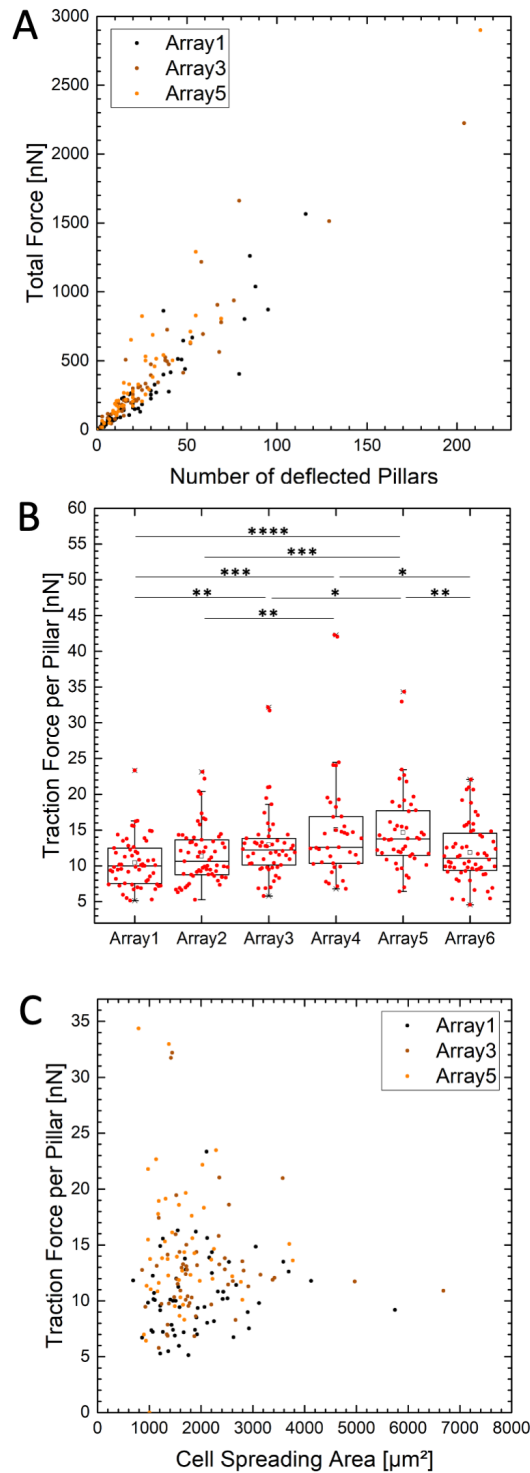 A
Array1
Array3
Array5
3000
2500
2000
1500
1000
500
0
0 50 100 150 200
Total Force [nN]
Number of deflected Pillars
B
60
55
50
45
40
35
30
25
20
15
10
5
Traction Force per Pillar [nN]
****
***
*** *
** * **
**
Array1 Array2 Array3 Array4 Array5 Array6
C
Array1
Array3
Array5
35
30
25
20
15
10
5
0
0 1000 2000 3000 4000 5000 6000 7000 8000
Traction Force per Pillar [nN]
Cell Spreading Area [µm²]